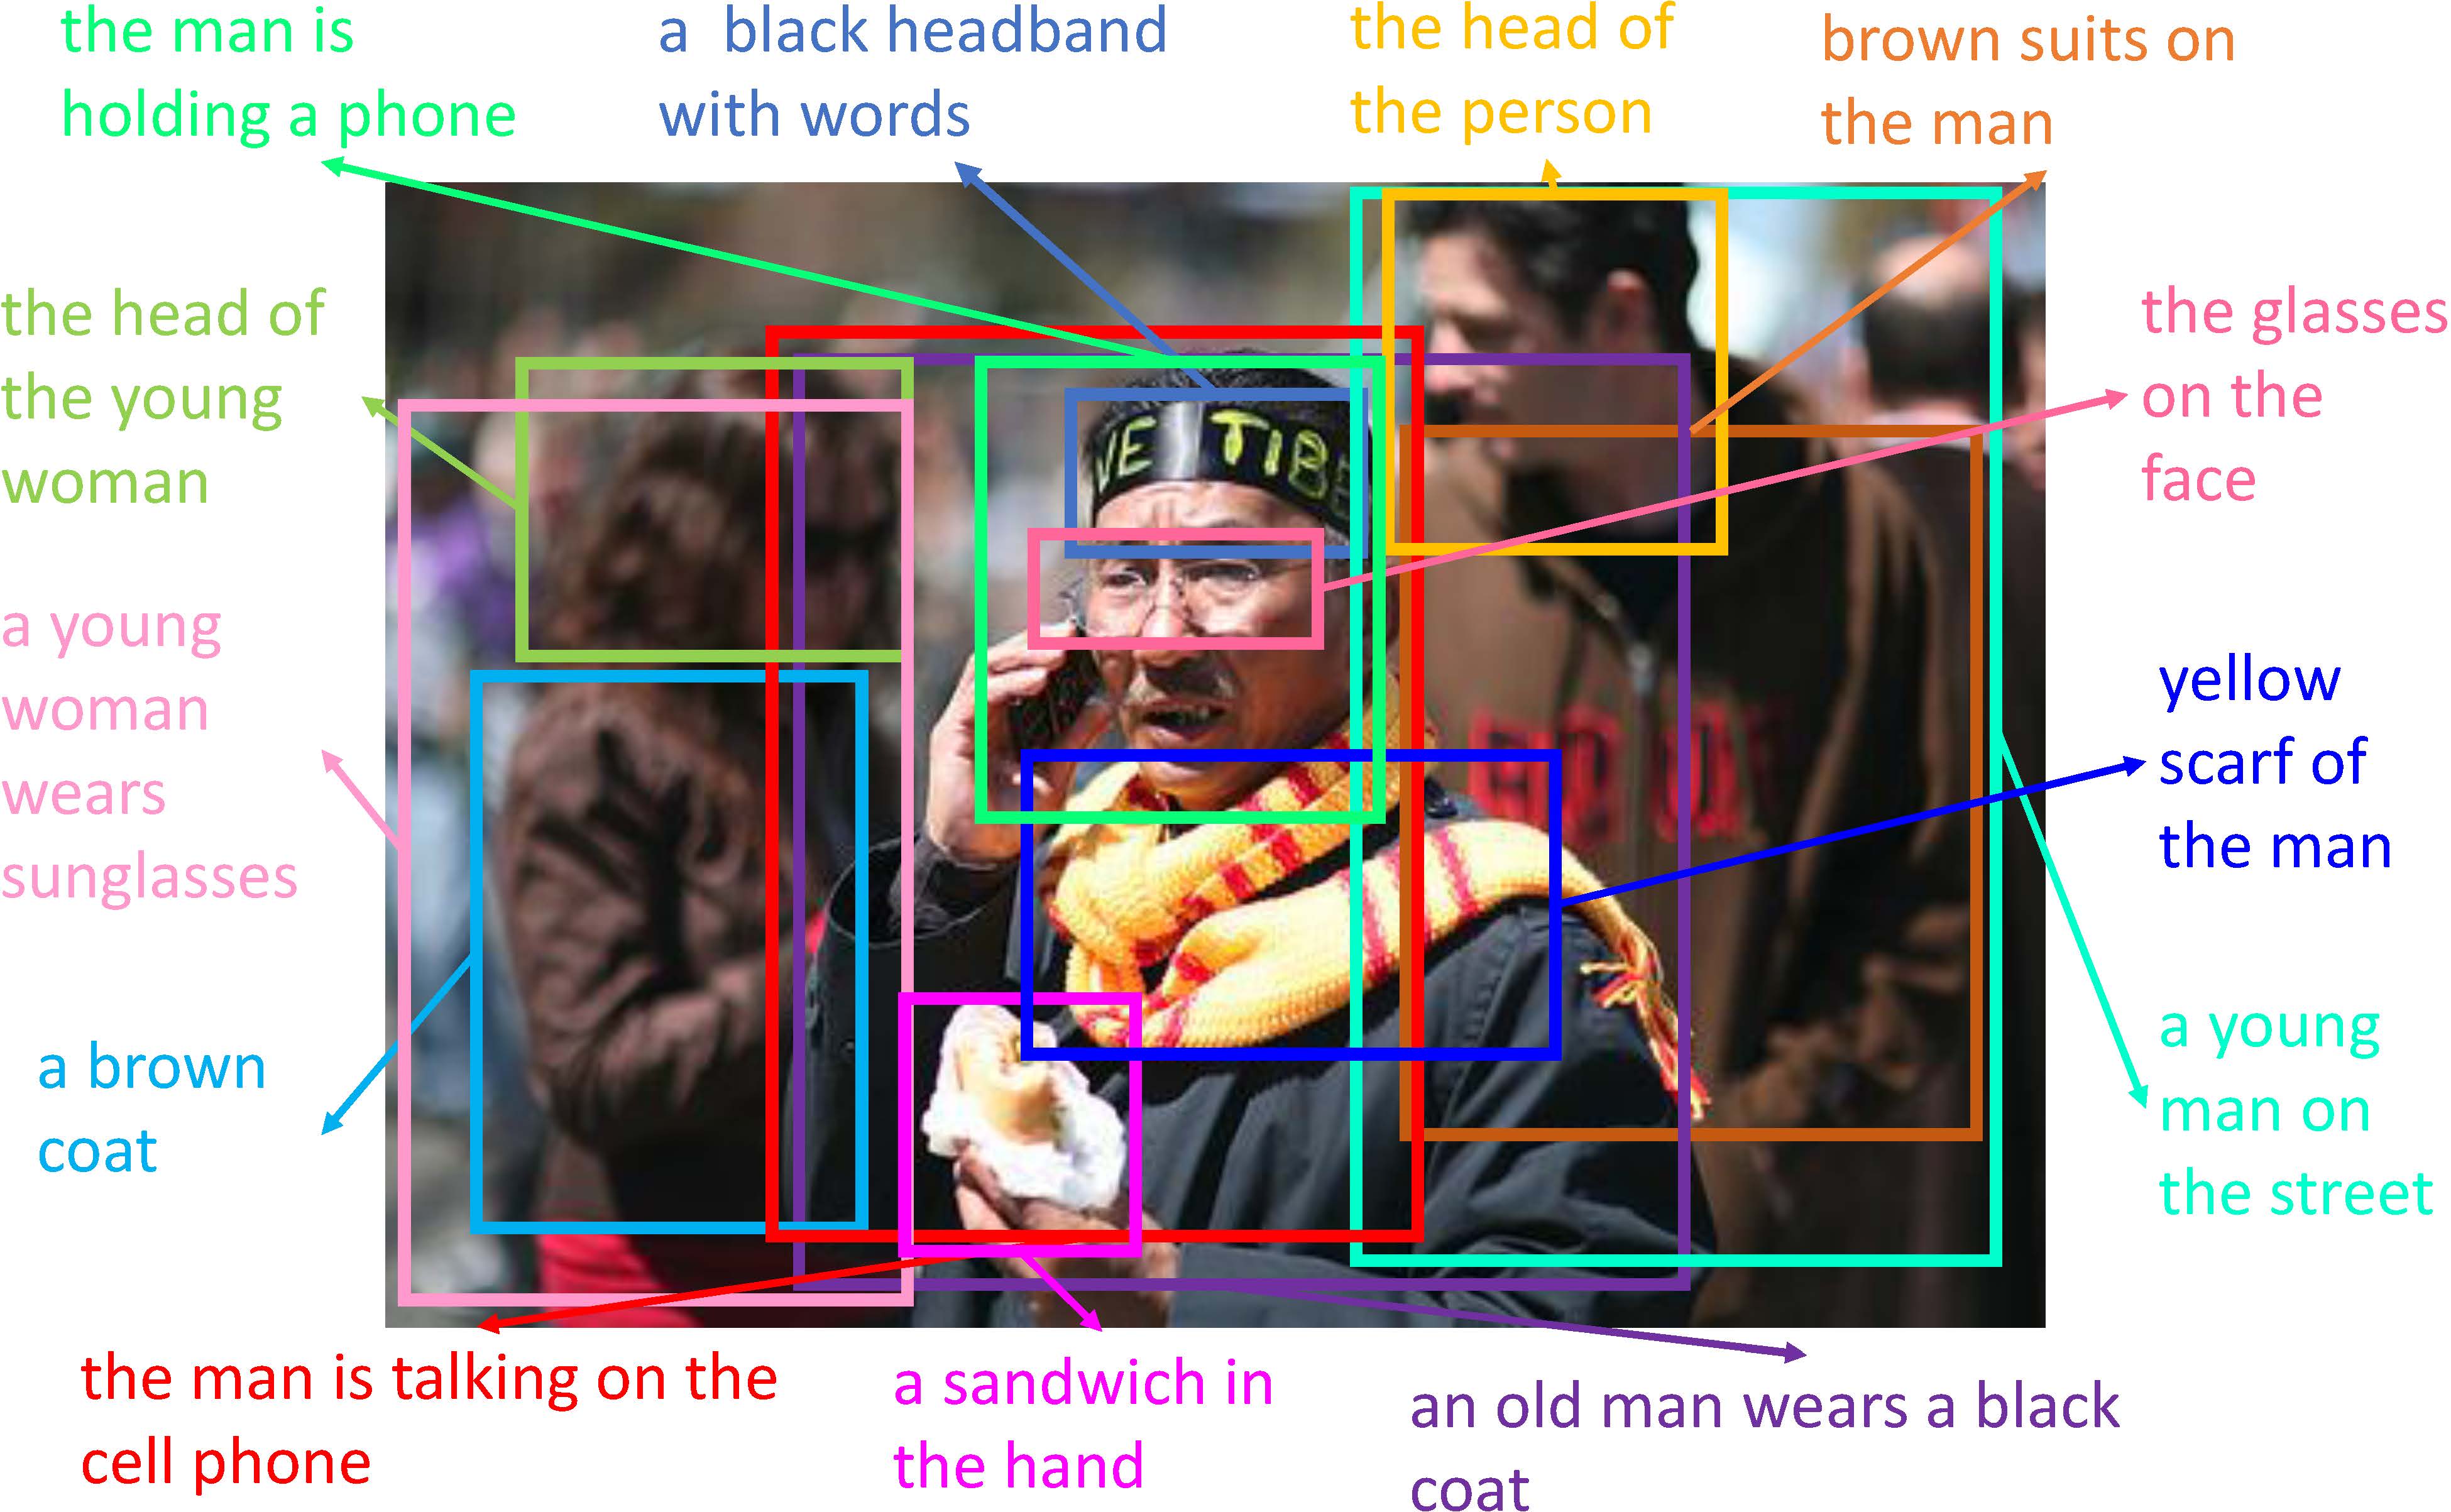 the man is
holding a phone
a black headband
with words
the head of
the person
brown suits on
the man
the head of
the young
woman
the glasses
on the
face
VE TIB
a young
woman
wears
sunglasses
yellow
scarf of
the man
a brown
coat
a young
man on
the street
the man is talking on the
cell phone
a sandwich in
the hand
an old man wears a black
coat